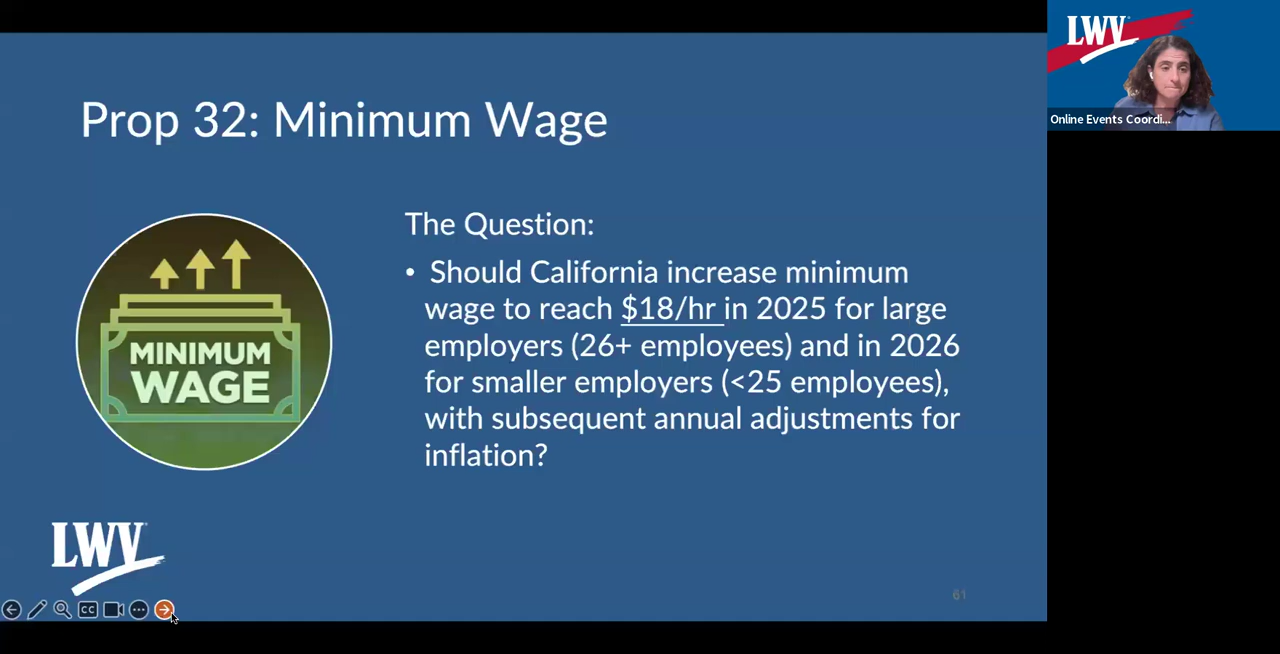 Prop 32: Minimum Wage
The Question:
• Should California increase minimum
wage to reach $18/hr in 2025 for large
employers (26+ employees) and in 2026
for smaller employers (<25 employees),
with subsequent annual adjustments for
inflation?
MINIMUM
WAGE
LWV
CC
61
LWV
Online Events Coordi...